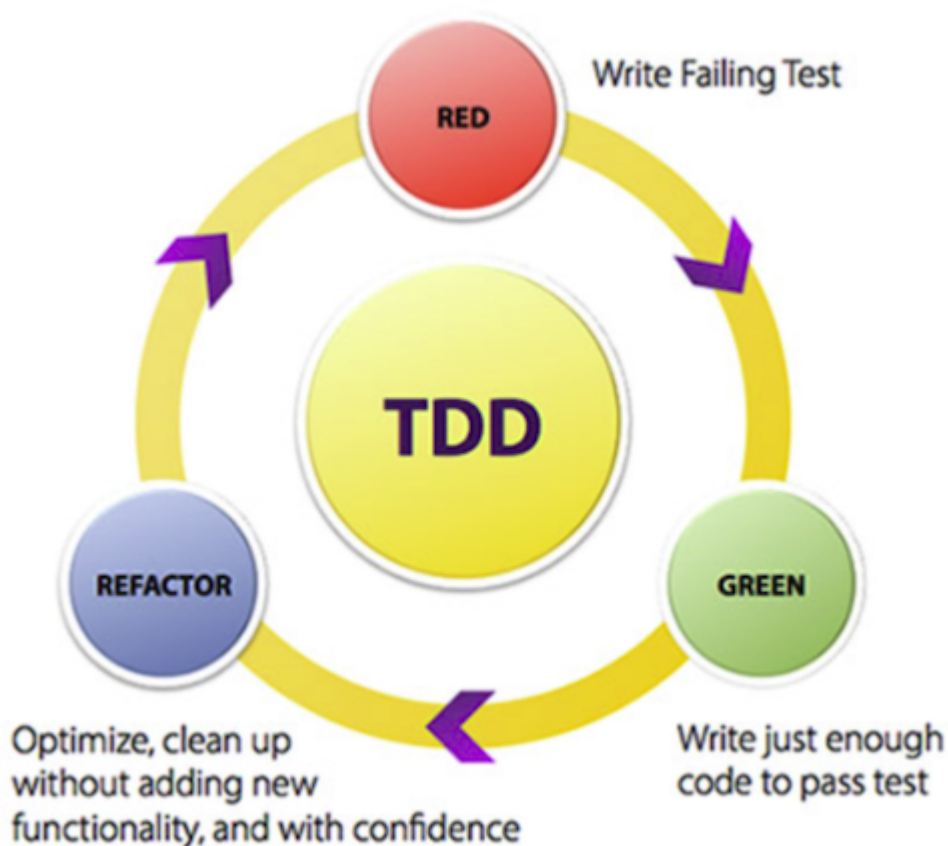 RED
Write Failing Test
TDD
REFACTOR
GREEN
Optimize, clean up
without adding new
functionality, and with confidence
Write just enough
code to pass test